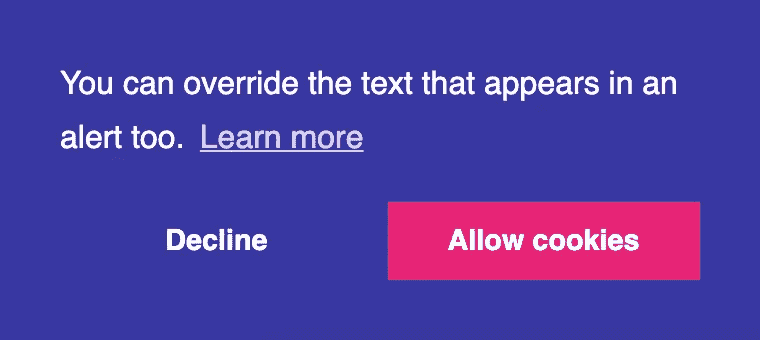 You can override the text that appears in an
alert too. Learn more
Decline
Allow cookies